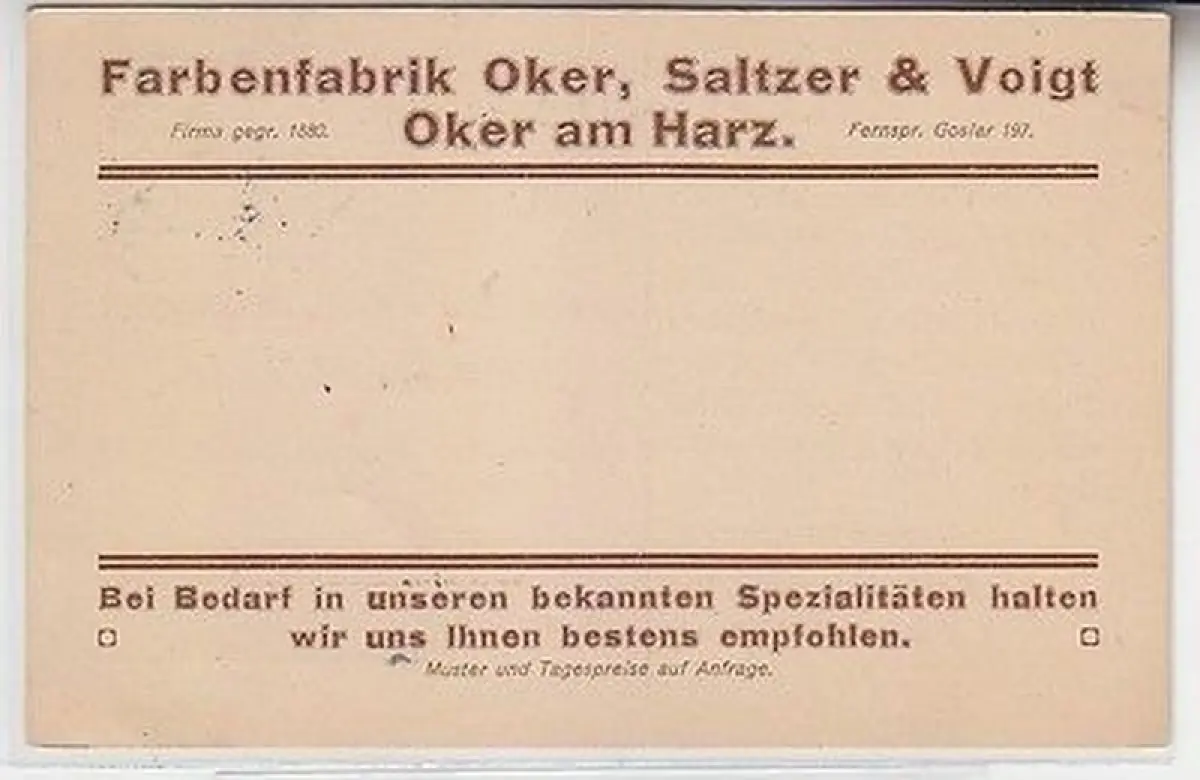 Farbenfabrik Oker, Saltzer & Voigt
Firma gegr. 1880. Oker am Harz. Fernspr. Goslar 197.
Bei Bedarf in unseren bekannten Spezialitäten halten
wir uns Ihnen bestens empfohlen.
Muster und Tagespreise auf Anfrage.